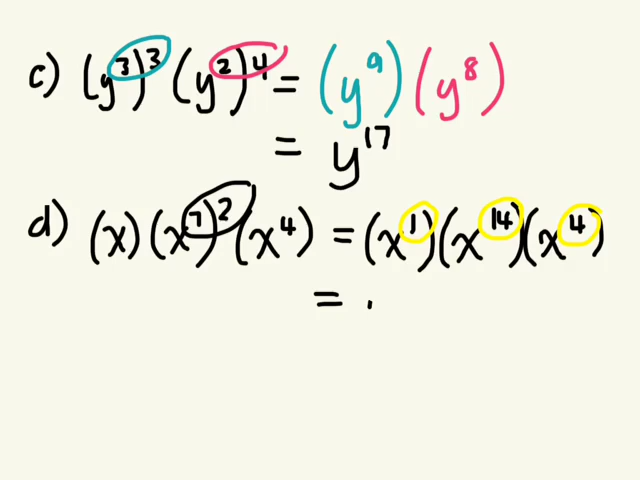 c) (y³)³ (y²)⁴ = (y⁹) (y⁸)
= y¹⁷
d) (x) (x⁷)² (x⁴) = (x¹) (x¹⁴) (x⁴)
=